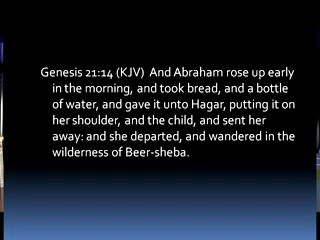 Genesis 21:14 (KJV)  And Abraham rose up early
in the morning, and took bread, and a bottle
of water, and gave it unto Hagar, putting it on
her shoulder, and the child, and sent her
away: and she departed, and wandered in the
wilderness of Beer-sheba.